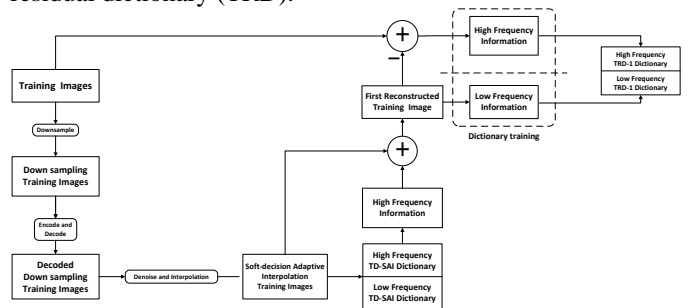 residual dictionary (TRD).
+
High Frequency
Information
High Frequency
TRD-1 Dictionary
Low Frequency
TRD-1 Dictionary
−
Training Images
First Reconstructed
Training Image
Low Frequency
Information
Downsample
Dictionary training
+
Down sampling
Training Images
High Frequency
Information
Encode and
Decode
Decoded
Down sampling
Training Images
Denoise and Interpolation
Soft-decision Adaptive
Interpolation
Training Images
High Frequency
TD-SAI Dictionary
Low Frequency
TD-SAI Dictionary